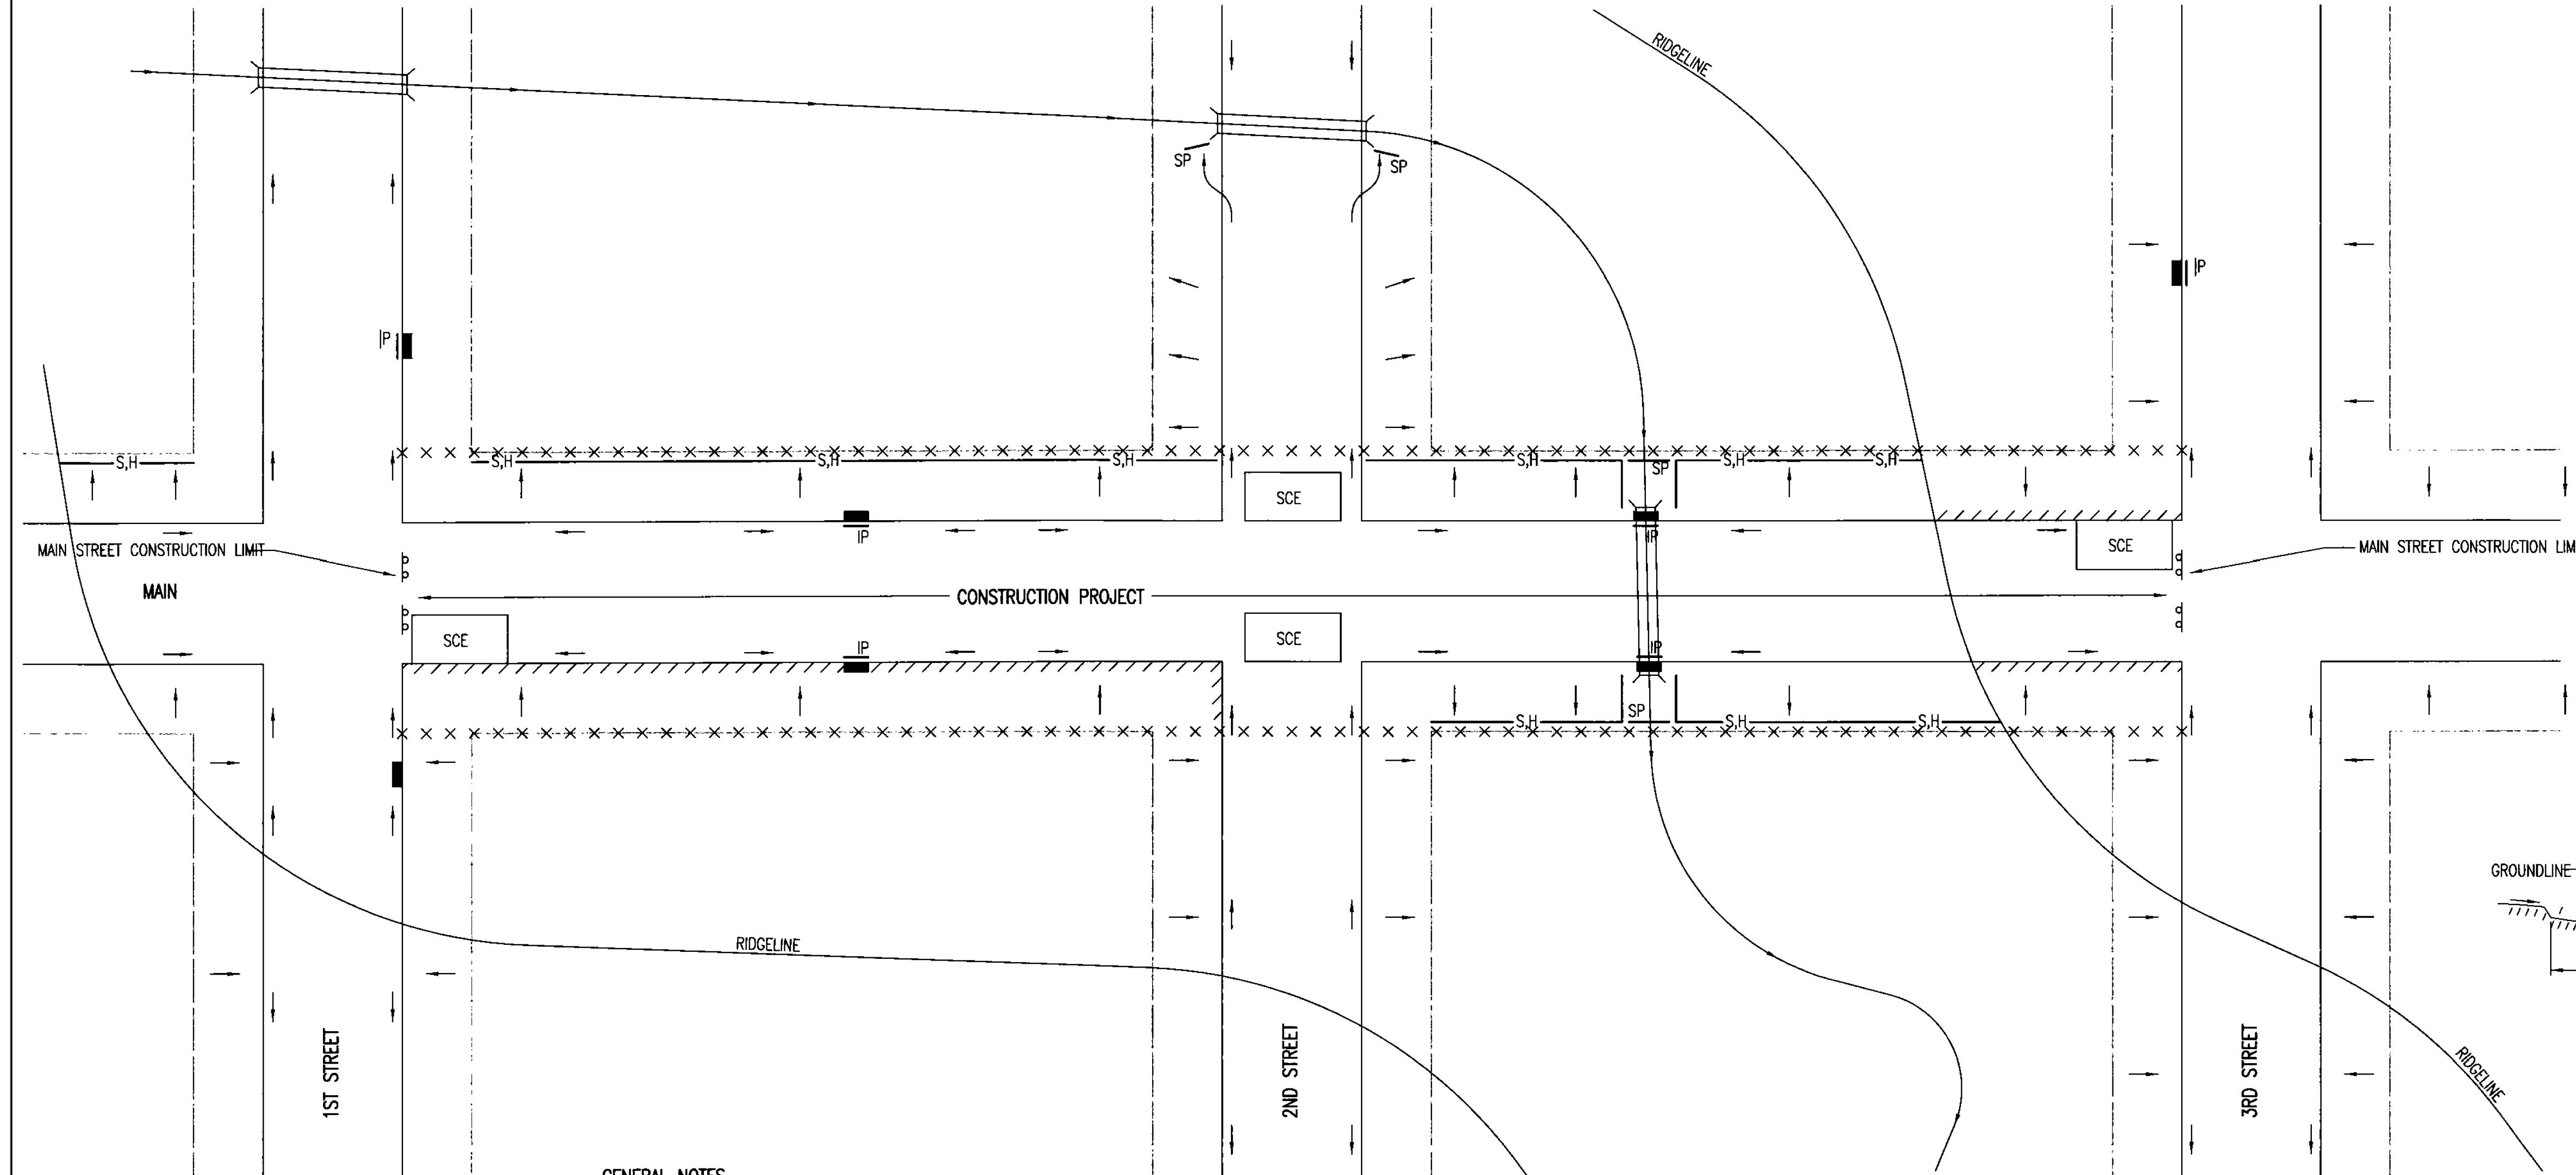 RIDGELINE
SP
SP
IP
IP
S,H
S,H
S,H
S,H
S,H
SP
S,H
S,H
SCE
IP
IP
SCE
MAIN STREET CONSTRUCTION LIMIT
MAIN STREET CONSTRUCTION LIM
MAIN
CONSTRUCTION PROJECT
SCE
IP
SCE
IP
SP
S,H
S,H
S,H
GROUNDLINE
RIDGELINE
1ST STREET
2ND STREET
3RD STREET
RIDGELINE
GENERAL NOTES